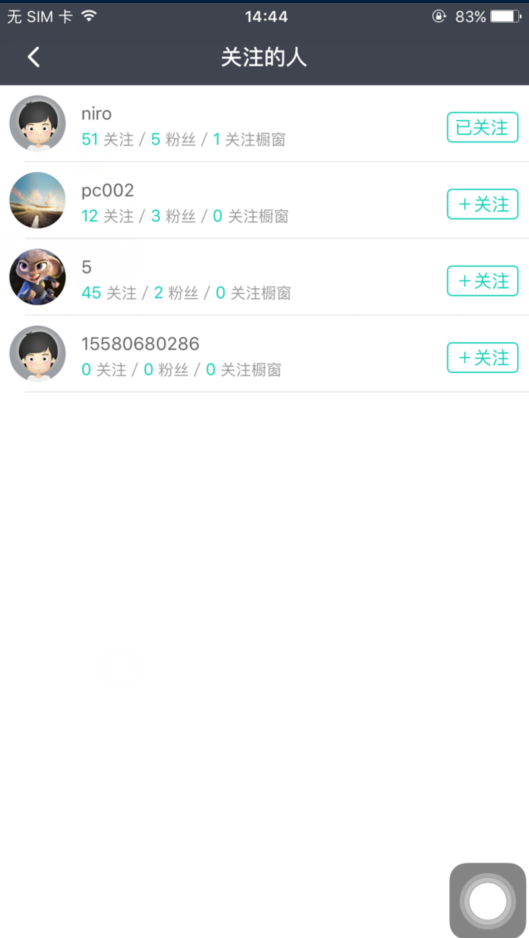 无 SIM 卡 14:44 83%
关注的人
niro
51 关注 / 5 粉丝 / 1 关注橱窗
已关注
pc002
12 关注 / 3 粉丝 / 0 关注橱窗
＋关注
5
45 关注 / 2 粉丝 / 0 关注橱窗
＋关注
15580680286
0 关注 / 0 粉丝 / 0 关注橱窗
＋关注